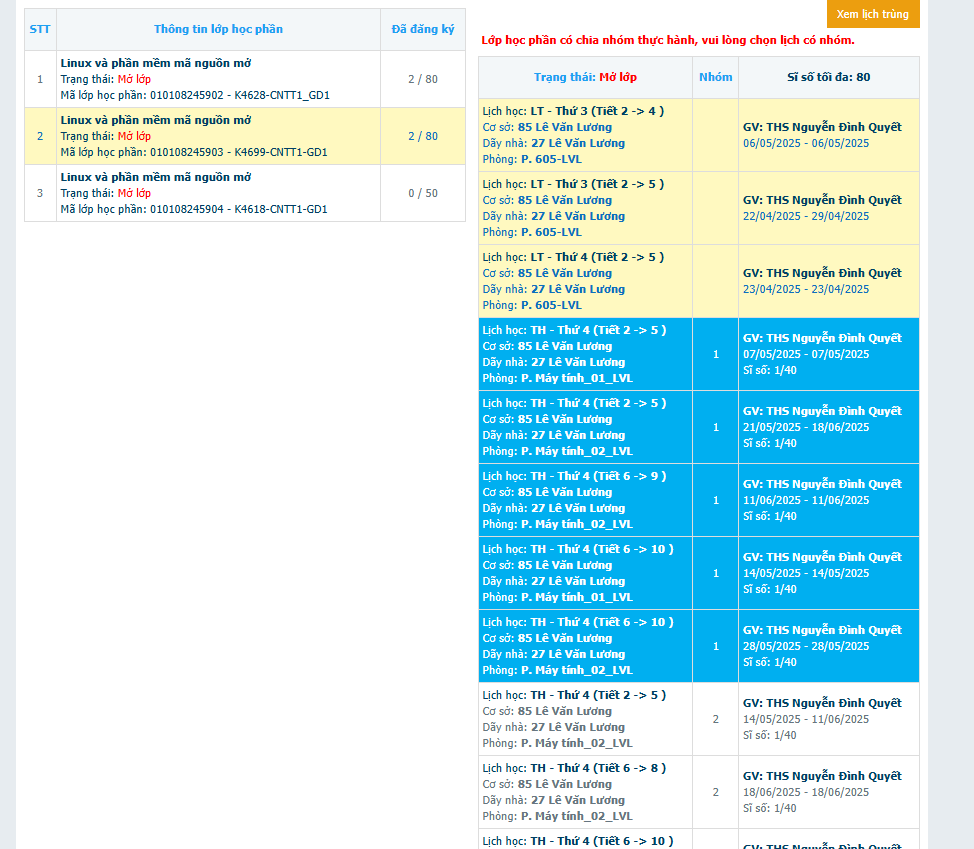 STT Thông tin lớp học phần Đã đăng ký
1 Linux và phần mềm mã nguồn mở
Trạng thái: Mở lớp
Mã lớp học phần: 010108245902 - K4628-CNTT1_GD1
2 / 80
2 Linux và phần mềm mã nguồn mở
Trạng thái: Mở lớp
Mã lớp học phần: 010108245903 - K4699-CNTT1-GD1
2 / 80
3 Linux và phần mềm mã nguồn mở
Trạng thái: Mở lớp
Mã lớp học phần: 010108245904 - K4618-CNTT1-GD1
0 / 50
Xem lịch trùng
Lớp học phần có chia nhóm thực hành, vui lòng chọn lịch có nhóm.
Trạng thái: Mở lớp Nhóm Sĩ số tối đa: 80
Lịch học: LT - Thứ 3 (Tiết 2 -> 4 )
Cơ sở: 85 Lê Văn Lương
Dãy nhà: 27 Lê Văn Lương
Phòng: P. 605-LVL
GV: THS Nguyễn Đình Quyết
06/05/2025 - 06/05/2025
Lịch học: LT - Thứ 3 (Tiết 2 -> 5 )
Cơ sở: 85 Lê Văn Lương
Dãy nhà: 27 Lê Văn Lương
Phòng: P. 605-LVL
GV: THS Nguyễn Đình Quyết
22/04/2025 - 29/04/2025
Lịch học: LT - Thứ 4 (Tiết 2 -> 5 )
Cơ sở: 85 Lê Văn Lương
Dãy nhà: 27 Lê Văn Lương
Phòng: P. 605-LVL
GV: THS Nguyễn Đình Quyết
23/04/2025 - 23/04/2025
Lịch học: TH - Thứ 4 (Tiết 2 -> 5 )
Cơ sở: 85 Lê Văn Lương
Dãy nhà: 27 Lê Văn Lương
Phòng: P. Máy tính_01_LVL
1
GV: THS Nguyễn Đình Quyết
07/05/2025 - 07/05/2025
Sĩ số: 1/40
Lịch học: TH - Thứ 4 (Tiết 2 -> 5 )
Cơ sở: 85 Lê Văn Lương
Dãy nhà: 27 Lê Văn Lương
Phòng: P. Máy tính_02_LVL
1
GV: THS Nguyễn Đình Quyết
21/05/2025 - 18/06/2025
Sĩ số: 1/40
Lịch học: TH - Thứ 4 (Tiết 6 -> 9 )
Cơ sở: 85 Lê Văn Lương
Dãy nhà: 27 Lê Văn Lương
Phòng: P. Máy tính_02_LVL
1
GV: THS Nguyễn Đình Quyết
11/06/2025 - 11/06/2025
Sĩ số: 1/40
Lịch học: TH - Thứ 4 (Tiết 6 -> 10 )
Cơ sở: 85 Lê Văn Lương
Dãy nhà: 27 Lê Văn Lương
Phòng: P. Máy tính_01_LVL
1
GV: THS Nguyễn Đình Quyết
14/05/2025 - 14/05/2025
Sĩ số: 1/40
Lịch học: TH - Thứ 4 (Tiết 6 -> 10 )
Cơ sở: 85 Lê Văn Lương
Dãy nhà: 27 Lê Văn Lương
Phòng: P. Máy tính_02_LVL
1
GV: THS Nguyễn Đình Quyết
28/05/2025 - 28/05/2025
Sĩ số: 1/40
Lịch học: TH - Thứ 4 (Tiết 2 -> 5 )
Cơ sở: 85 Lê Văn Lương
Dãy nhà: 27 Lê Văn Lương
Phòng: P. Máy tính_02_LVL
2
GV: THS Nguyễn Đình Quyết
14/05/2025 - 11/06/2025
Sĩ số: 1/40
Lịch học: TH - Thứ 4 (Tiết 6 -> 8 )
Cơ sở: 85 Lê Văn Lương
Dãy nhà: 27 Lê Văn Lương
Phòng: P. Máy tính_02_LVL
2
GV: THS Nguyễn Đình Quyết
18/06/2025 - 18/06/2025
Sĩ số: 1/40
Lịch học: TH - Thứ 4 (Tiết 6 -> 10 )
GV: THS Nguyễn Đình Quyết